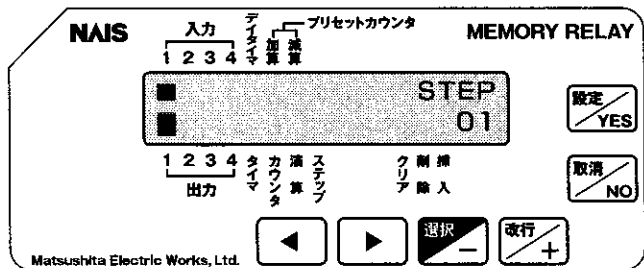 NAiS
入力
1 2 3 4
デイタイマ
加算
減算
プリセットカウンタ
MEMORY RELAY
STEP
01
設定
YES
1 2 3 4
出力
タイマ
カウンタ
演算
ステップ
クリア
削除
挿入
取消
NO
◀
▶
選択
−
改行
+
Matsushita Electric Works, Ltd.